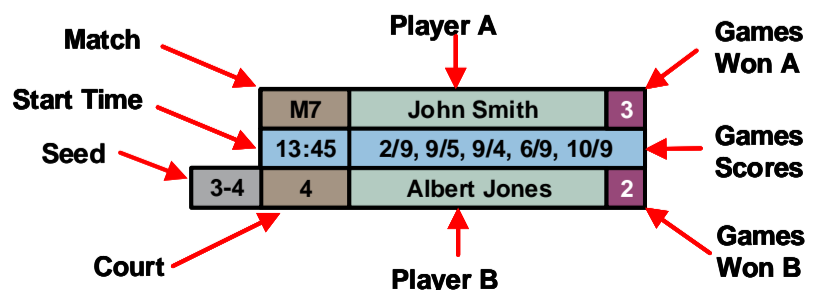 Match
Player A
Games
Won A
Start Time
M7
John Smith
3
Seed
13:45
2/9, 9/5, 9/4, 6/9, 10/9
Games
Scores
3-4
4
Albert Jones
2
Court
Player B
Games
Won B